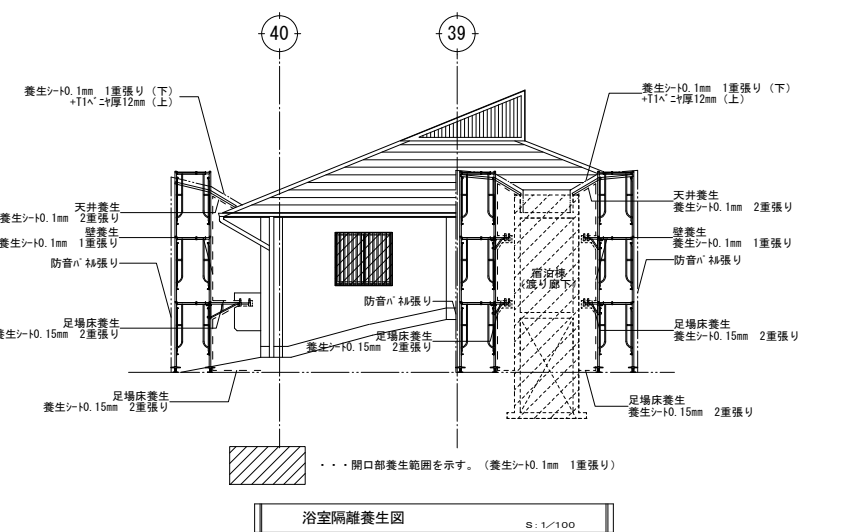 40
39
養生ｼｰﾄ0.1mm 1重張り（下）
+T1ﾍﾞﾆﾔ厚12mm（上）
養生ｼｰﾄ0.1mm 1重張り（下）
+T1ﾍﾞﾆﾔ厚12mm（上）
天井養生
養生ｼｰﾄ0.1mm 2重張り
壁養生
養生ｼｰﾄ0.1mm 1重張り
防音ﾊﾟﾈﾙ張り
足場床養生
養生ｼｰﾄ0.15mm 2重張り
足場床養生
養生ｼｰﾄ0.15mm 2重張り
防音ﾊﾟﾈﾙ張り
足場床養生
養生ｼｰﾄ0.15mm 2重張り
宿泊棟
(渡り廊下)
天井養生
養生ｼｰﾄ0.1mm 2重張り
壁養生
養生ｼｰﾄ0.1mm 1重張り
防音ﾊﾟﾈﾙ張り
足場床養生
養生ｼｰﾄ0.15mm 2重張り
足場床養生
養生ｼｰﾄ0.15mm 2重張り
・・・開口部養生範囲を示す。（養生ｼｰﾄ0.1mm 1重張り）
浴室隔離養生図
S:1/100